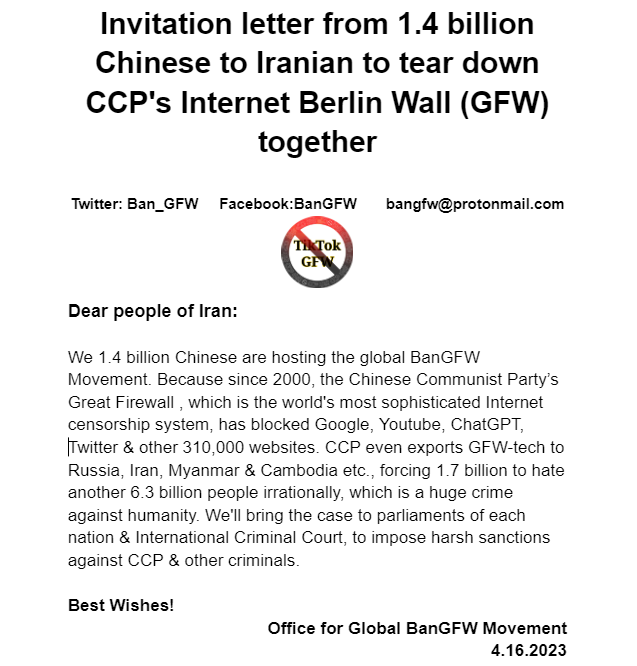 Invitation letter from 1.4 billion
Chinese to Iranian to tear down
CCP's Internet Berlin Wall (GFW)
together
Twitter: Ban_GFW Facebook:BanGFW bangfw@protonmail.com
TikTok
GFW
Dear people of Iran:
We 1.4 billion Chinese are hosting the global BanGFW
Movement. Because since 2000, the Chinese Communist Party’s
Great Firewall , which is the world's most sophisticated Internet
censorship system, has blocked Google, Youtube, ChatGPT,
Twitter & other 310,000 websites. CCP even exports GFW-tech to
Russia, Iran, Myanmar & Cambodia etc., forcing 1.7 billion to hate
another 6.3 billion people irrationally, which is a huge crime
against humanity. We'll bring the case to parliaments of each
nation & International Criminal Court, to impose harsh sanctions
against CCP & other criminals.
Best Wishes!
Office for Global BanGFW Movement
4.16.2023